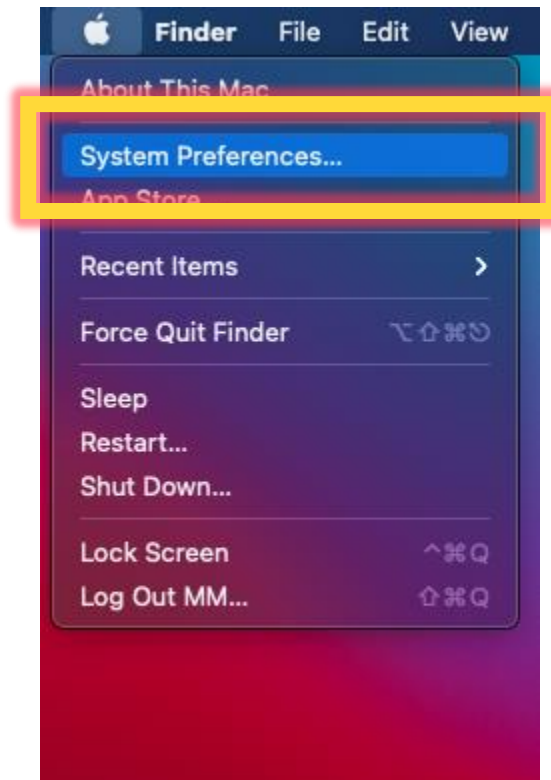 Finder File Edit View
About This Mac
System Preferences...
App Store
Recent Items
Force Quit Finder ⌥⇧⌘⎋
Sleep
Restart...
Shut Down...
Lock Screen ^⌘Q
Log Out MM... ⇧⌘Q